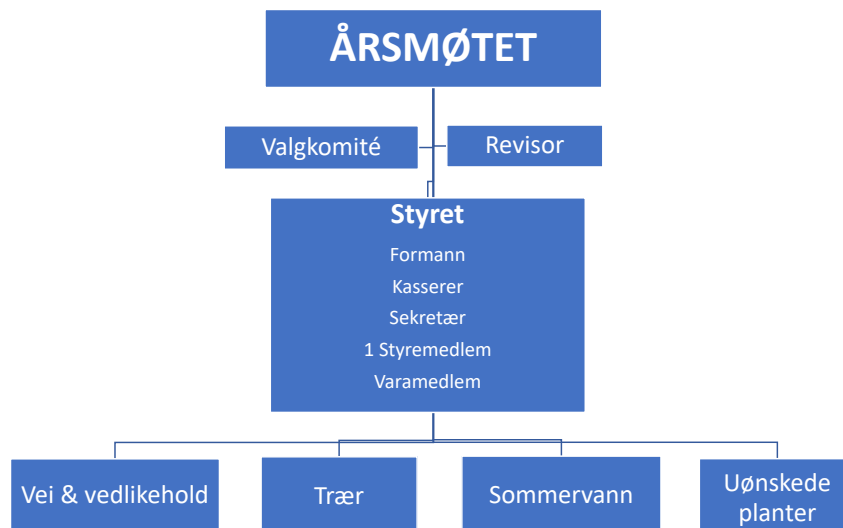 ÅRSMØTET
Valgkomité
Revisor
Styret
Formann
Kasserer
Sekretær
1 Styremedlem
Varamedlem
Vei & vedlikehold
Trær
Sommervann
Uønskede
planter